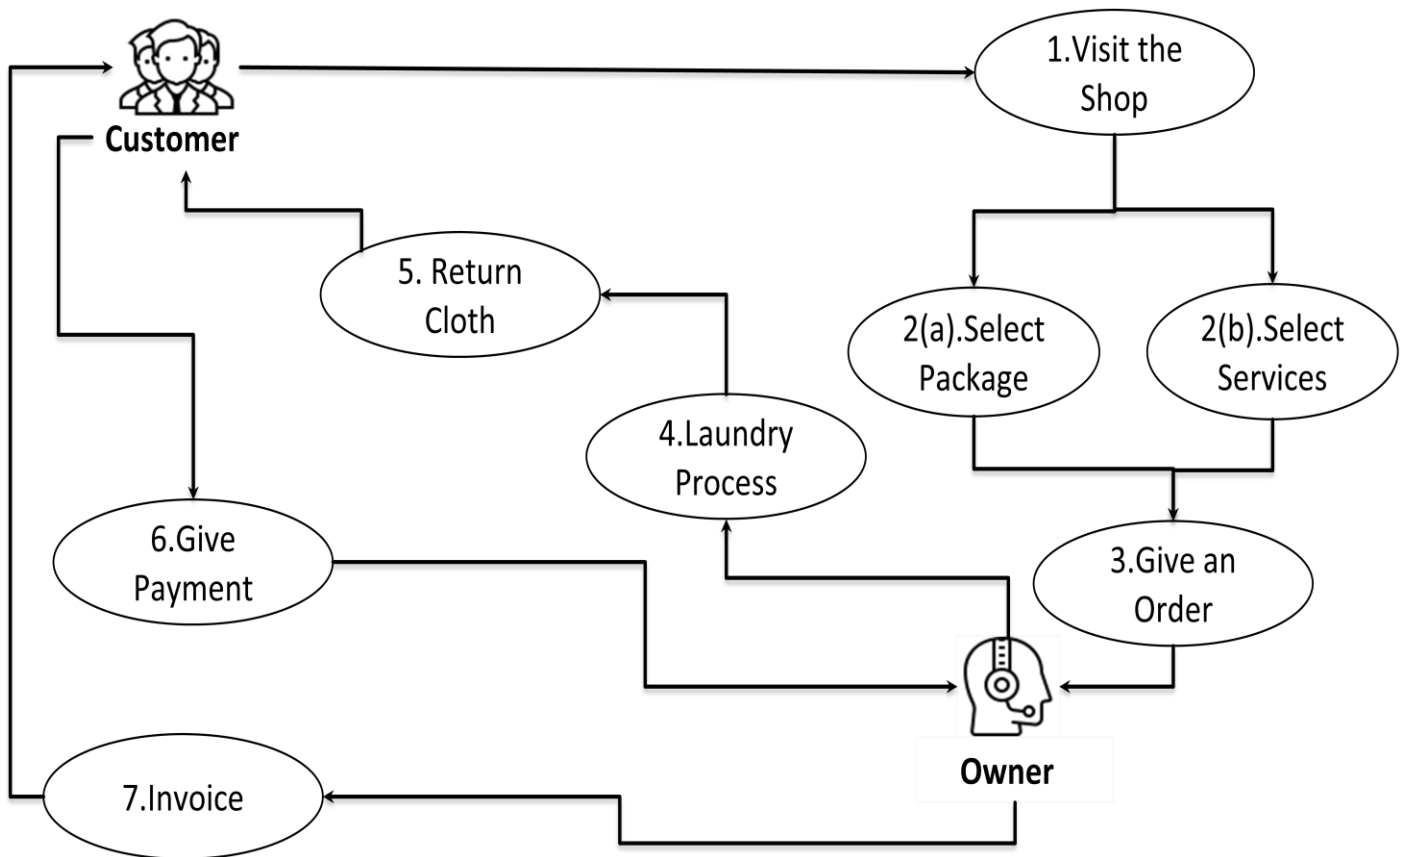 Customer
1.Visit the
Shop
2(a).Select
Package
2(b).Select
Services
3.Give an
Order
4.Laundry
Process
5. Return
Cloth
6.Give
Payment
Owner
7.Invoice